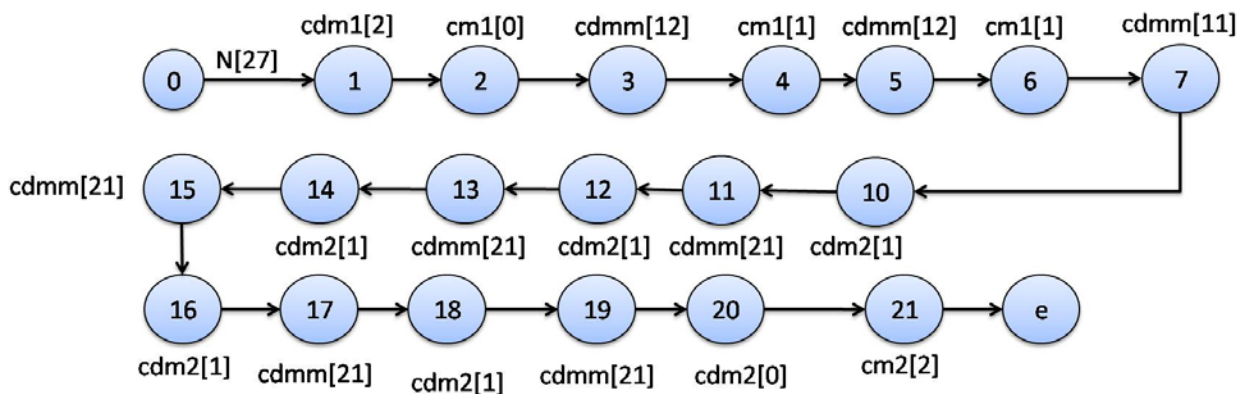 cdm1[2] cm1[0] cdmm[12] cm1[1] cdmm[12] cm1[1] cdmm[11]
0 N[27] 1 2 3 4 5 6 7
cdmm[21] 15 14 13 12 11 10
cdm2[1] cdmm[21] cdm2[1] cdmm[21] cdm2[1]
16 17 18 19 20 21 e
cdm2[1] cdmm[21] cdm2[1] cdmm[21] cdm2[0] cm2[2]